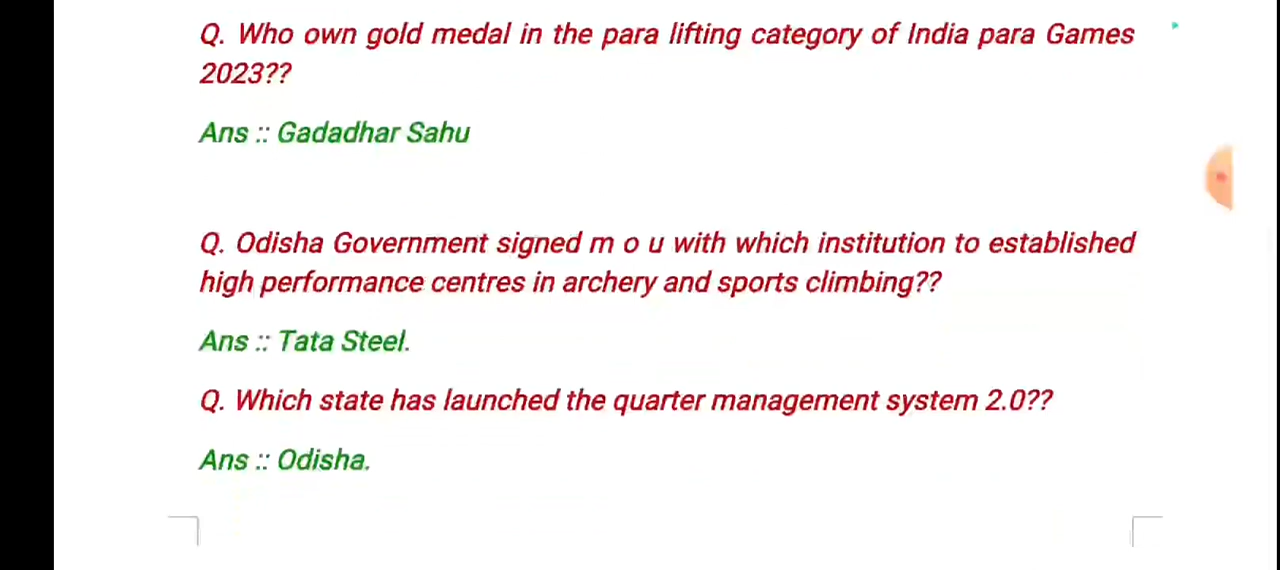 Q. Who own gold medal in the para lifting category of India para Games
2023??
Ans :: Gadadhar Sahu
Q. Odisha Government signed m o u with which institution to established
high performance centres in archery and sports climbing??
Ans :: Tata Steel.
Q. Which state has launched the quarter management system 2.0??
Ans :: Odisha.